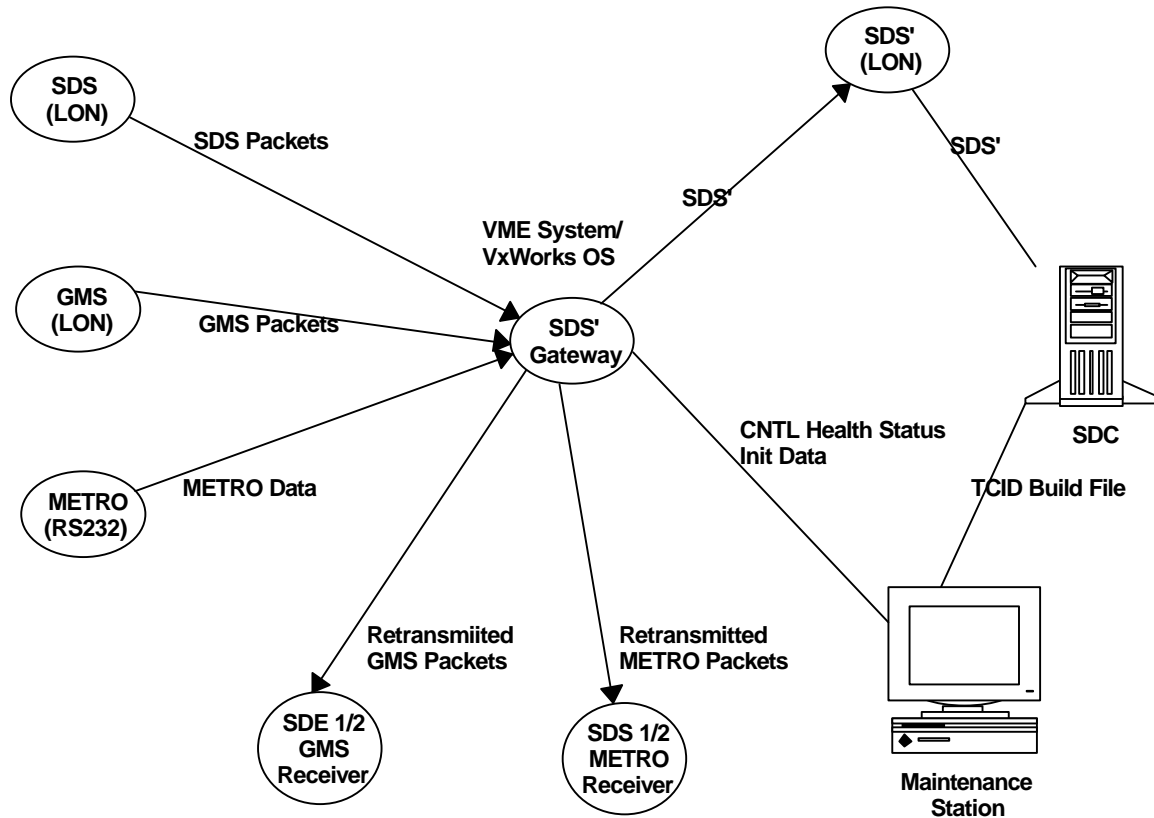 SDS'
(LON)
SDS
(LON)
SDS Packets
SDS'
SDS'
VME System/
VxWorks OS
GMS
(LON)
GMS Packets
SDS'
Gateway
CNTL Health Status
Init Data
SDC
METRO
(RS232)
METRO Data
TCID Build File
Retransmiited
GMS Packets
Retransmitted
METRO Packets
SDE 1/2
GMS
Receiver
SDS 1/2
METRO
Receiver
Maintenance
Station